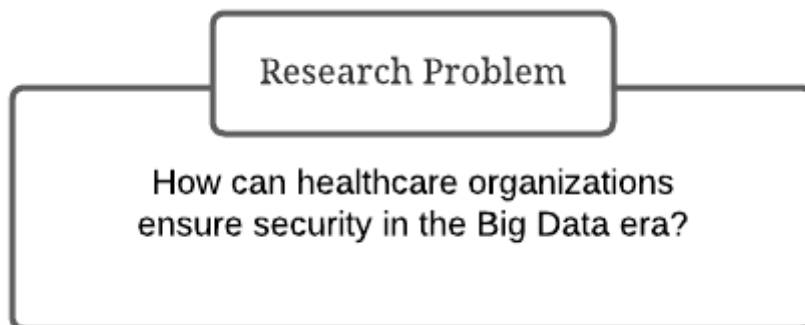 Research Problem
How can healthcare organizations
ensure security in the Big Data era?